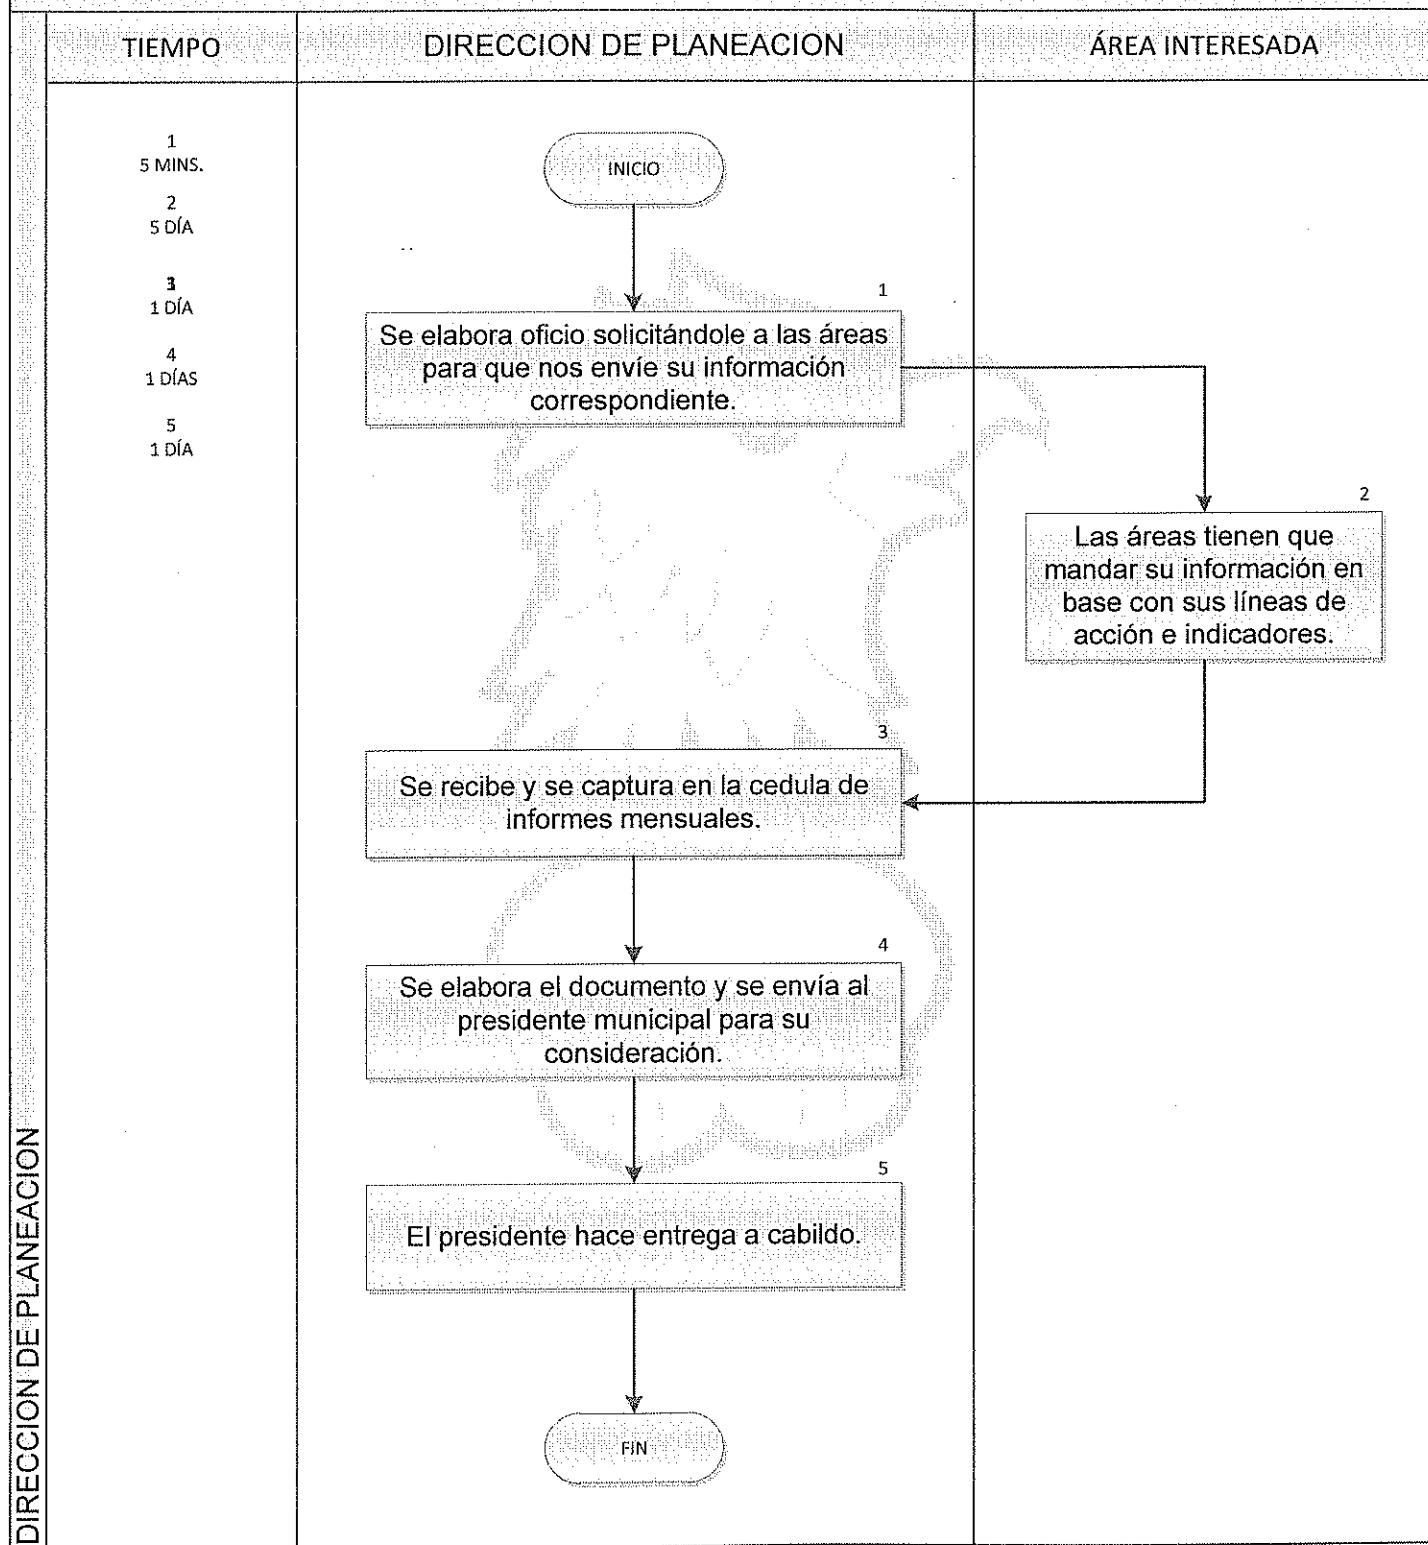 TIEMPO
DIRECCION DE PLANEACION
ÁREA INTERESADA
1
5 MINS.
2
5 DÍA
3
1 DÍA
4
1 DÍAS
5
1 DÍA
INICIO
1
Se elabora oficio solicitándole a las áreas
para que nos envíe su información
correspondiente.
2
Las áreas tienen que
mandar su información en
base con sus líneas de
acción e indicadores.
3
Se recibe y se captura en la cedula de
informes mensuales.
4
Se elabora el documento y se envía al
presidente municipal para su
consideración.
5
El presidente hace entrega a cabildo.
FIN
DIRECCION DE PLANEACION